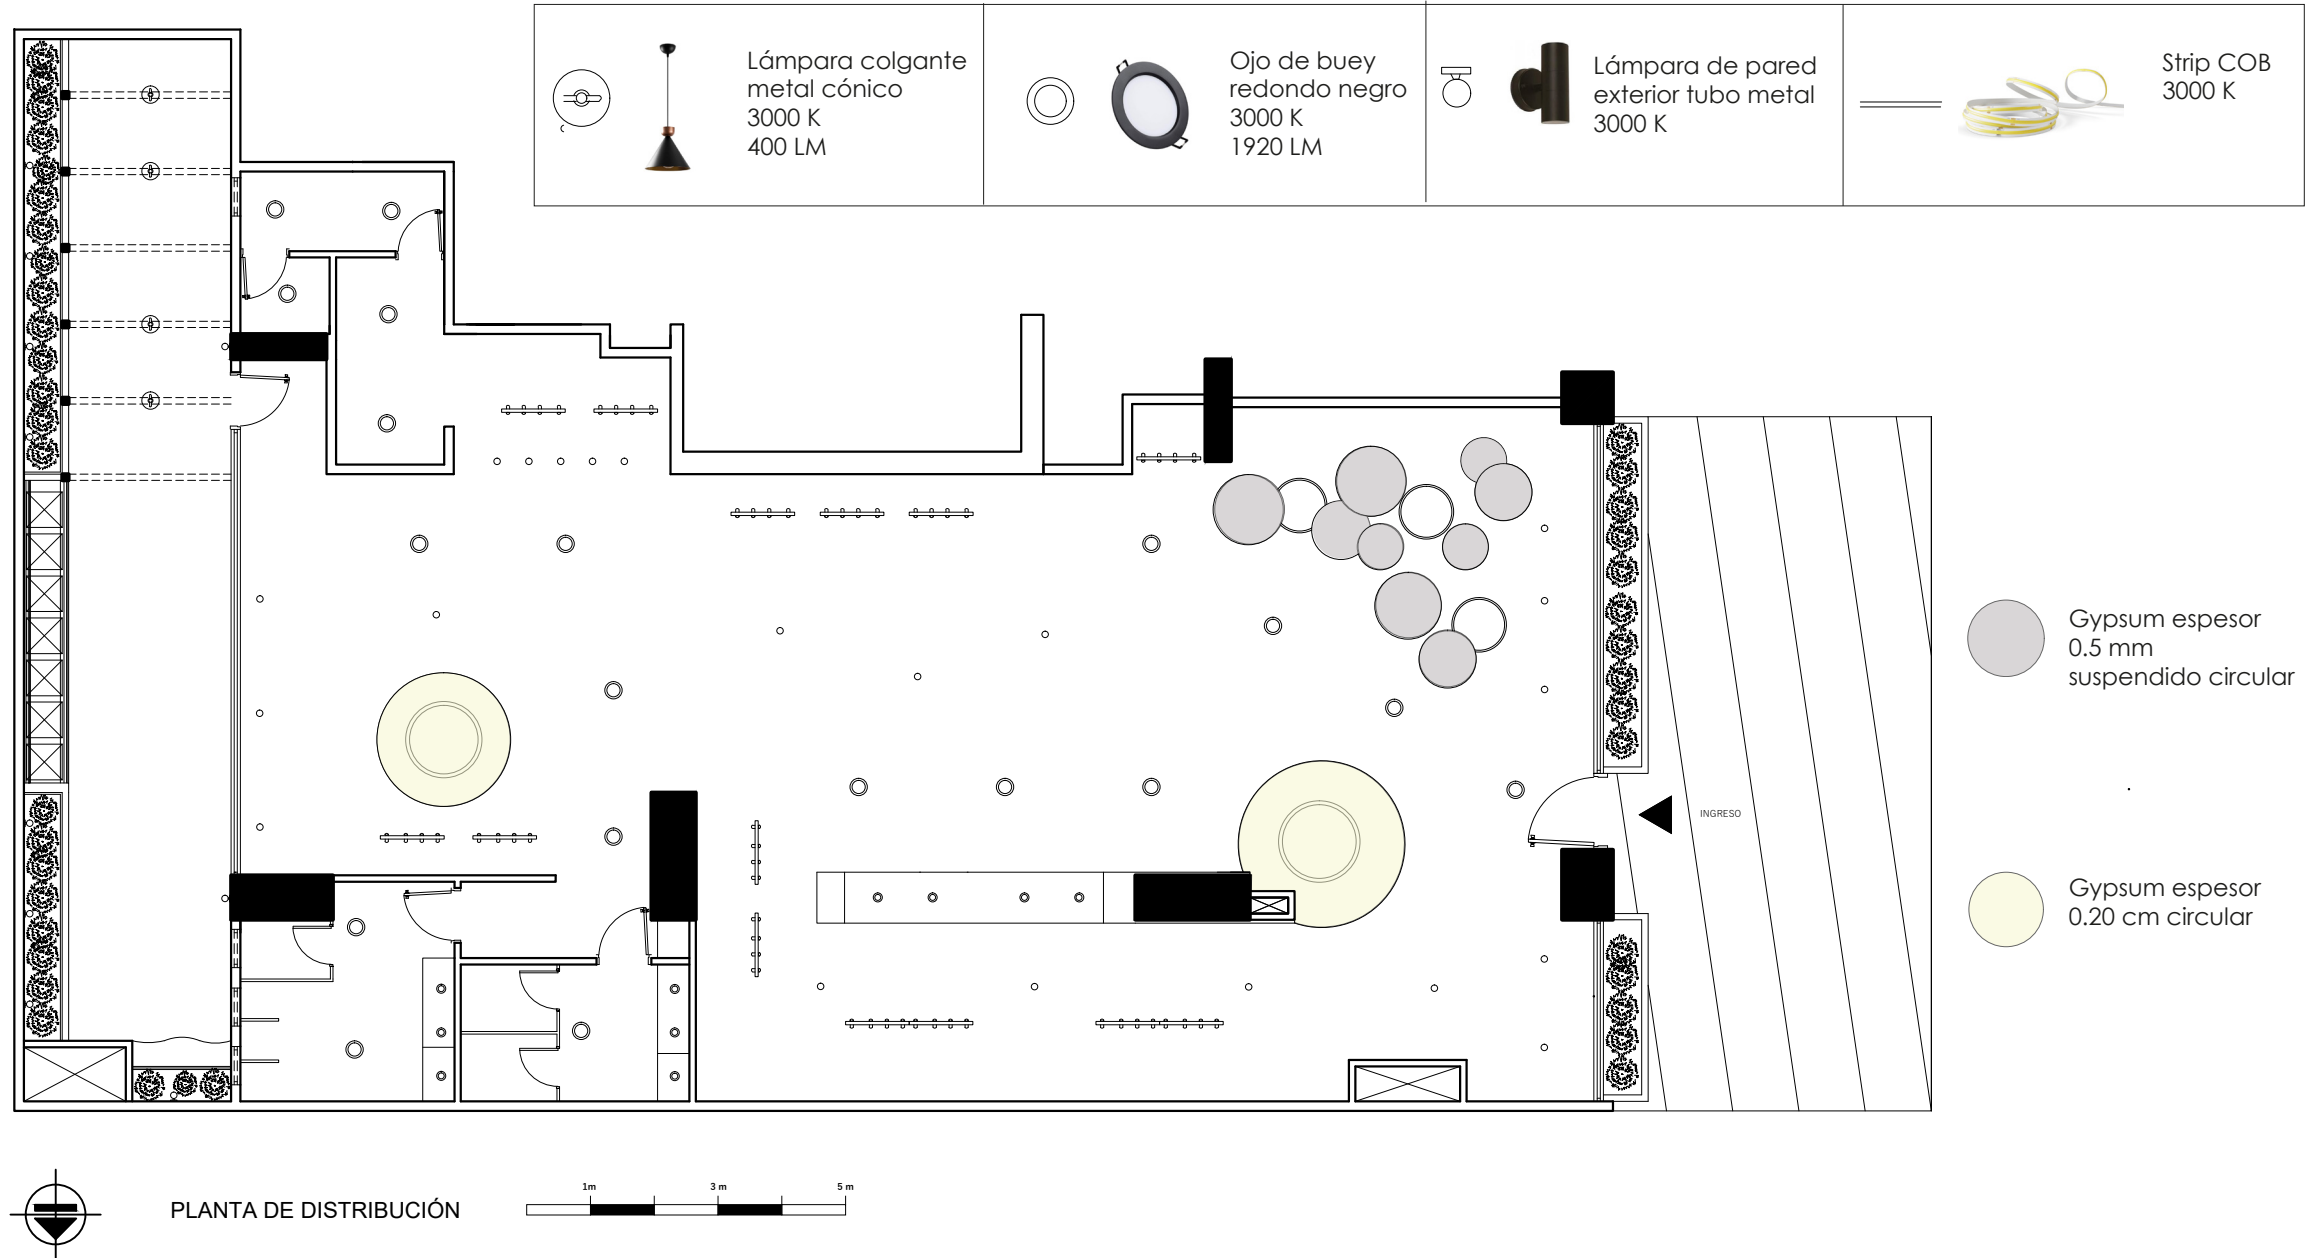 Lámpara colgante
metal cónico
3000 K
400 LM
Ojo de buey
redondo negro
3000 K
1920 LM
Lámpara de pared
exterior tubo metal
3000 K
Strip COB
3000 K
Gypsum espesor
0.5 mm
suspendido circular
INGRESO
Gypsum espesor
0.20 cm circular
PLANTA DE DISTRIBUCIÓN
1m
3 m
5 m